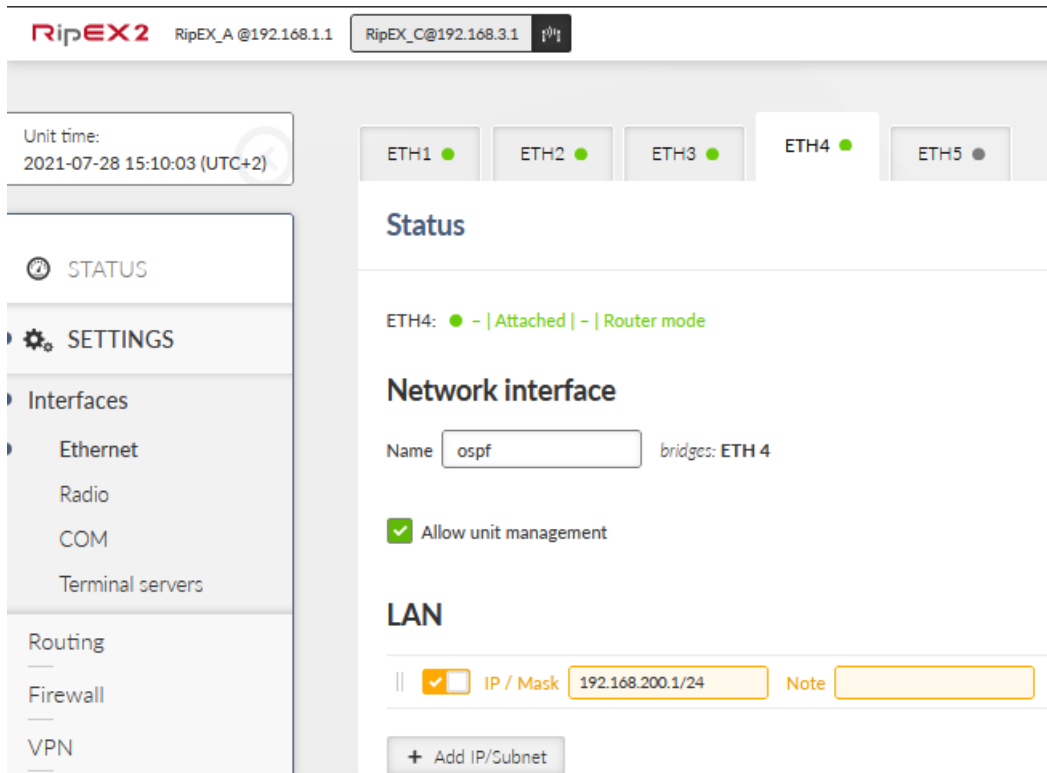 RipEX2 RipEX_A @192.168.1.1 RipEX_C@192.168.3.1
Unit time:
2021-07-28 15:10:03 (UTC+2)
ETH1 ETH2 ETH3 ETH4 ETH5
Status
STATUS
ETH4: – | Attached | – | Router mode
SETTINGS
Network interface
Interfaces
Name ospf bridges: ETH 4
Ethernet
Radio
Allow unit management
COM
Terminal servers
LAN
Routing
IP / Mask 192.168.200.1/24 Note
Firewall
VPN
+ Add IP/Subnet